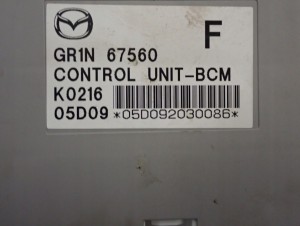 F
GR1N 67560
CONTROL UNIT-BCM
K0216
05D09 *05D092030086*